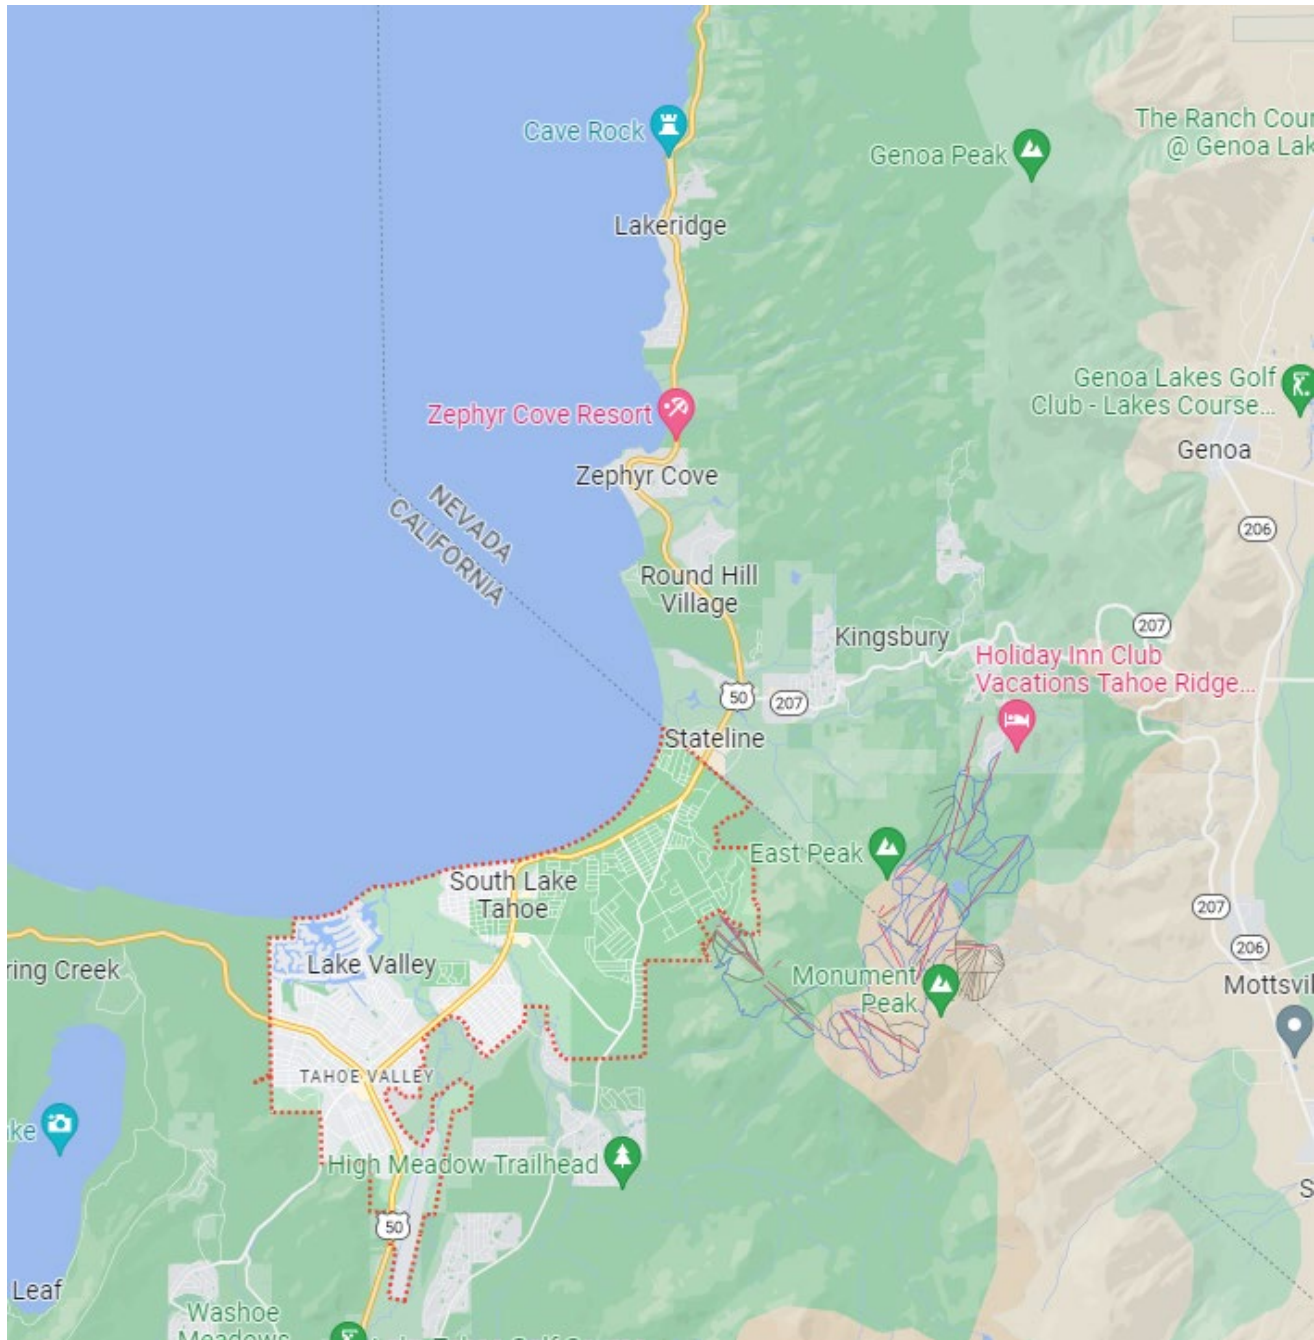 Cave Rock
Genoa Peak
The Ranch Cour
@ Genoa Lak
Lakeridge
Genoa Lakes Golf
Club - Lakes Course...
Zephyr Cove Resort
Zephyr Cove
Genoa
NEVADA
CALIFORNIA
206
Round Hill
Village
Kingsbury
207
Holiday Inn Club
Vacations Tahoe Ridge...
50
207
Stateline
East Peak
South Lake
Tahoe
207
206
ring Creek
Lake Valley
Monument
Peak
Mottsvil
TAHOE VALLEY
ke
High Meadow Trailhead
S
50
Leaf
Washoe
Meadows